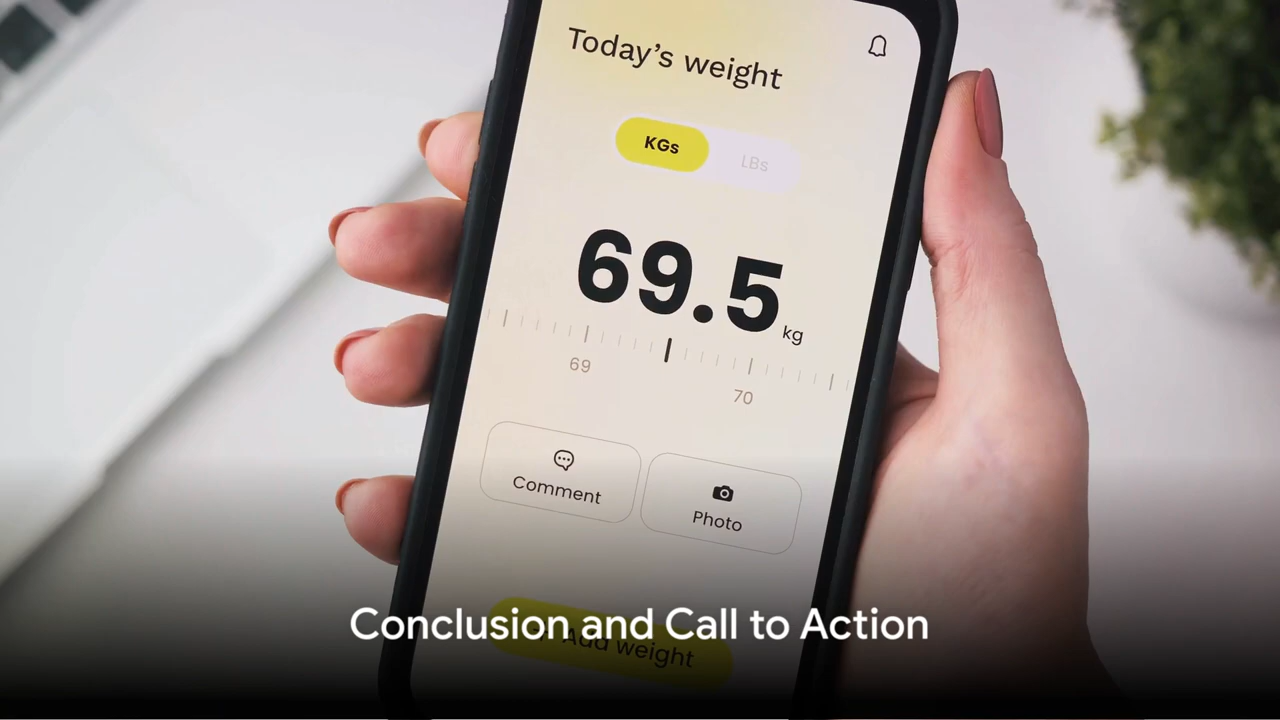 Today's weight
KGs
LBs
69.5 kg
69
70
Comment
Photo
Conclusion and Call to Action
Add weight